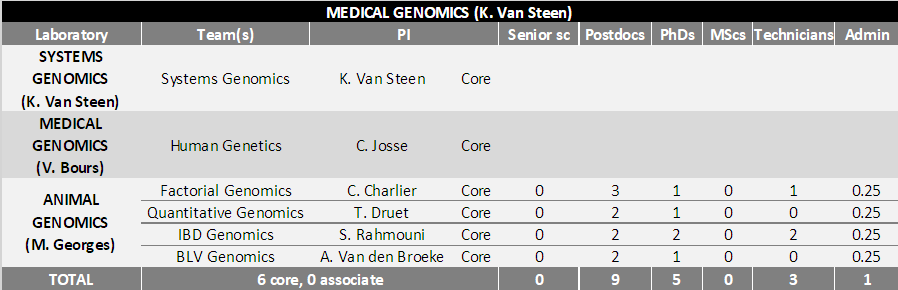 MEDICAL GENOMICS (K. Van Steen)
Laboratory Team(s) PI Senior sc Postdocs PhDs MScs Technicians Admin
SYSTEMS
GENOMICS
(K. Van Steen)
Systems Genomics K. Van Steen Core
MEDICAL
GENOMICS
(V. Bours)
Human Genetics C. Josse Core
ANIMAL
GENOMICS
(M. Georges)
Factorial Genomics C. Charlier Core 0 3 1 0 1 0.25
Quantitative Genomics T. Druet Core 0 2 1 0 0 0.25
IBD Genomics S. Rahmouni Core 0 2 2 0 2 0.25
BLV Genomics A. Van den Broeke Core 0 2 1 0 0 0.25
TOTAL 6 core, 0 associate 0 9 5 0 3 1